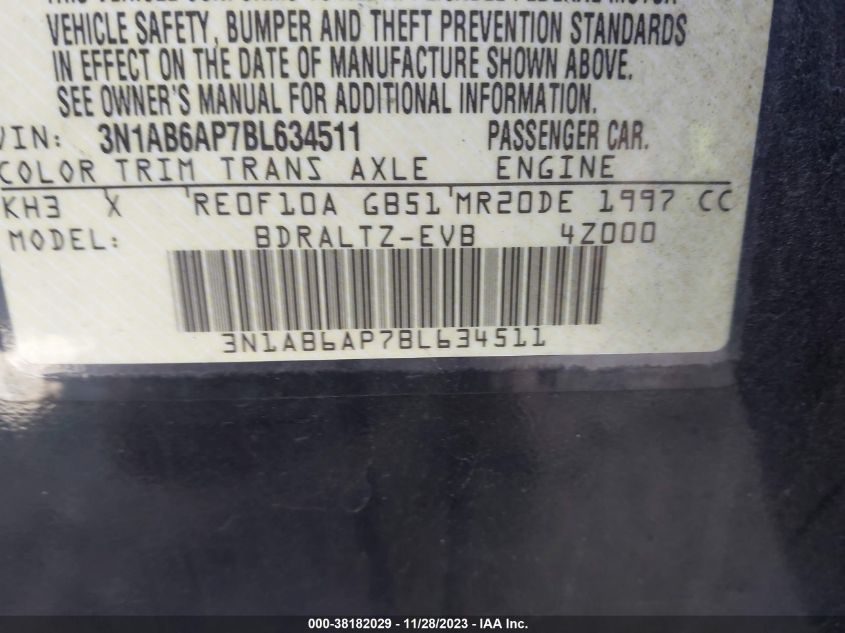 VEHICLE SAFETY, BUMPER AND THEFT PREVENTION STANDARDS
IN EFFECT ON THE DATE OF MANUFACTURE SHOWN ABOVE.
SEE OWNER'S MANUAL FOR ADDITIONAL INFORMATION.
VIN: 3N1AB6AP7BL634511 PASSENGER CAR.
COLOR TRIM TRANS AXLE ENGINE
KH3 X RE0F10A GB51 MR20DE 1997 CC
MODEL: BDRALTZ-EVB 4Z000
3N1AB6AP7BL634511
000-38182029 - 11/28/2023 - IAA Inc.